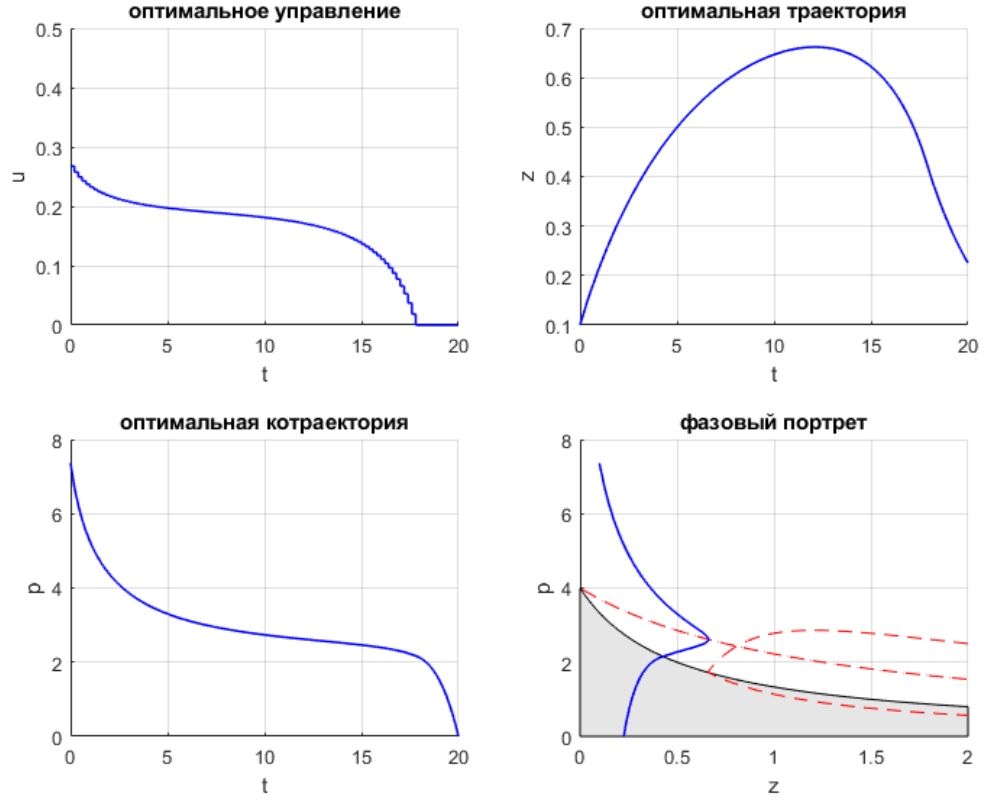 оптимальное управление
0.5
0.4
0.3
0.2
0.1
0
u
0 5 10 15 20
t
оптимальная траектория
0.7
0.6
0.5
0.4
0.3
0.2
0.1
z
0 5 10 15 20
t
оптимальная котраектория
8
6
4
2
0
p
0 5 10 15 20
t
фазовый портрет
8
6
4
2
0
p
0 0.5 1 1.5 2
z